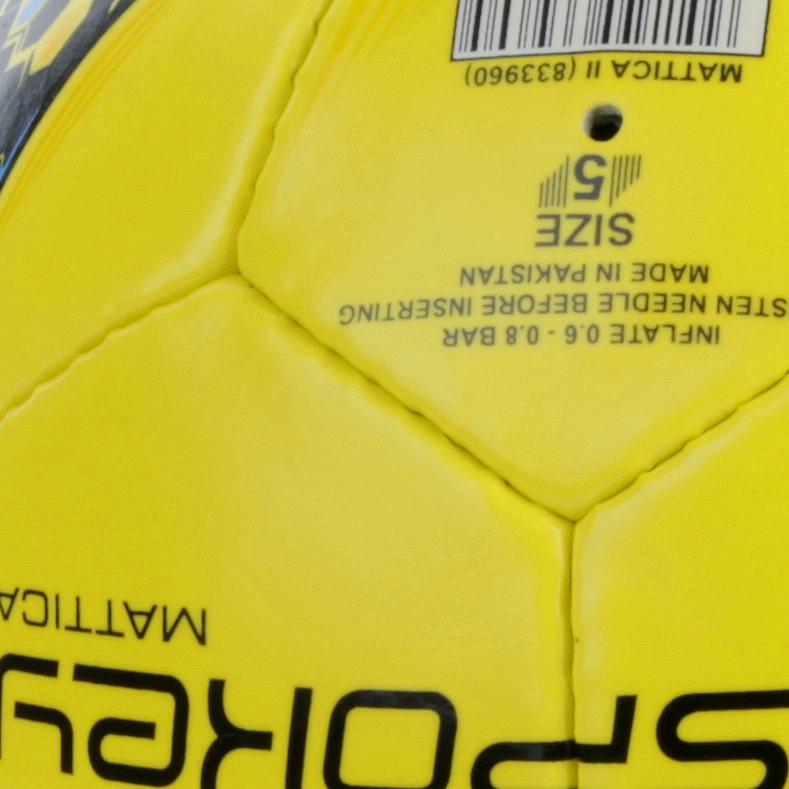 SPOKEY
MATTICA
INFLATE 0.6 - 0.8 BAR
STEN NEEDLE BEFORE INSERTING
MADE IN PAKISTAN
SIZE
5
MATTICA II (833960)